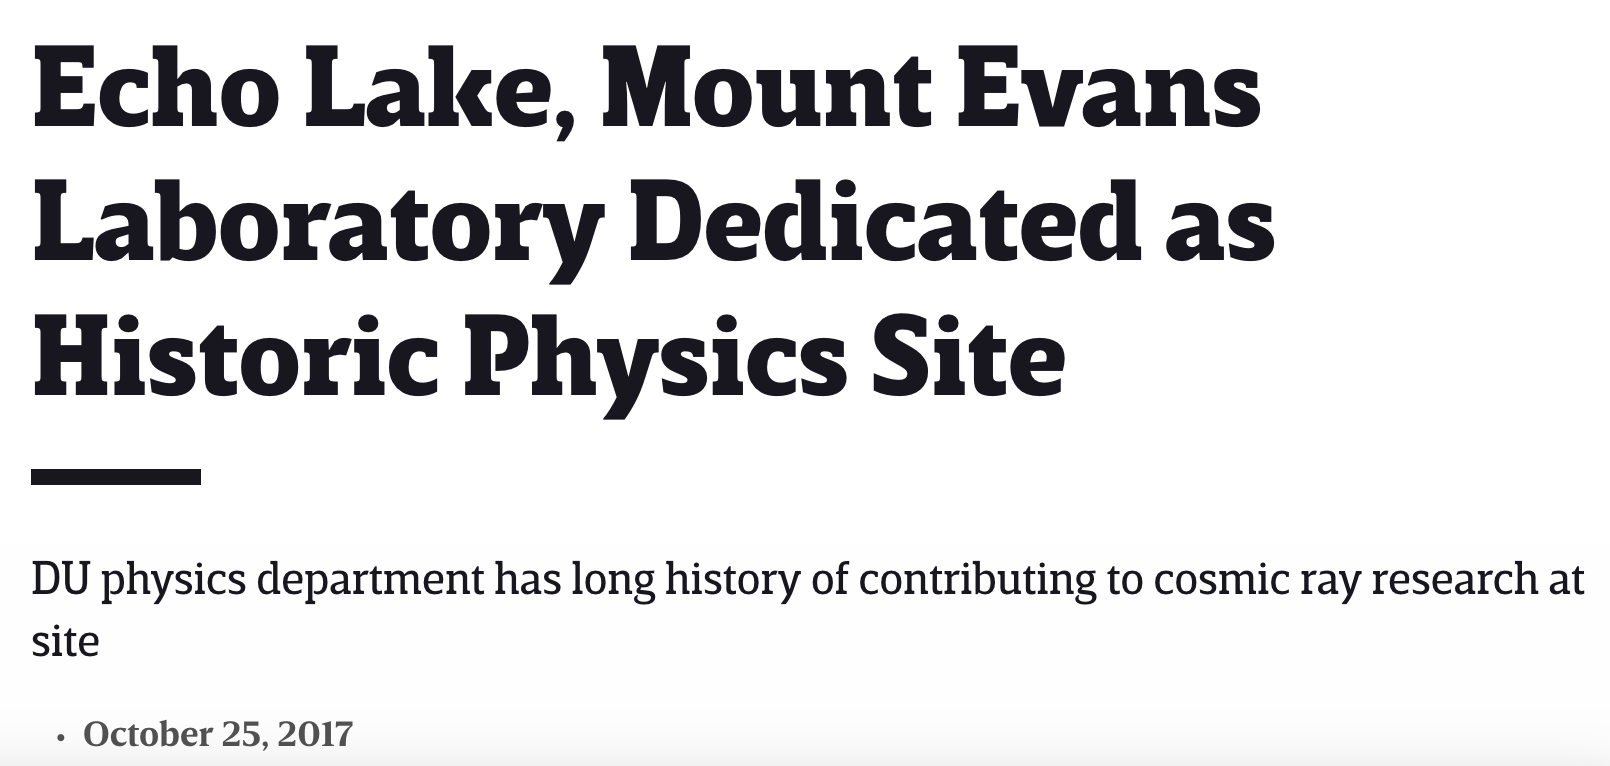 Echo Lake, Mount Evans
Laboratory Dedicated as
Historic Physics Site
DU physics department has long history of contributing to cosmic ray research at
site
• October 25, 2017